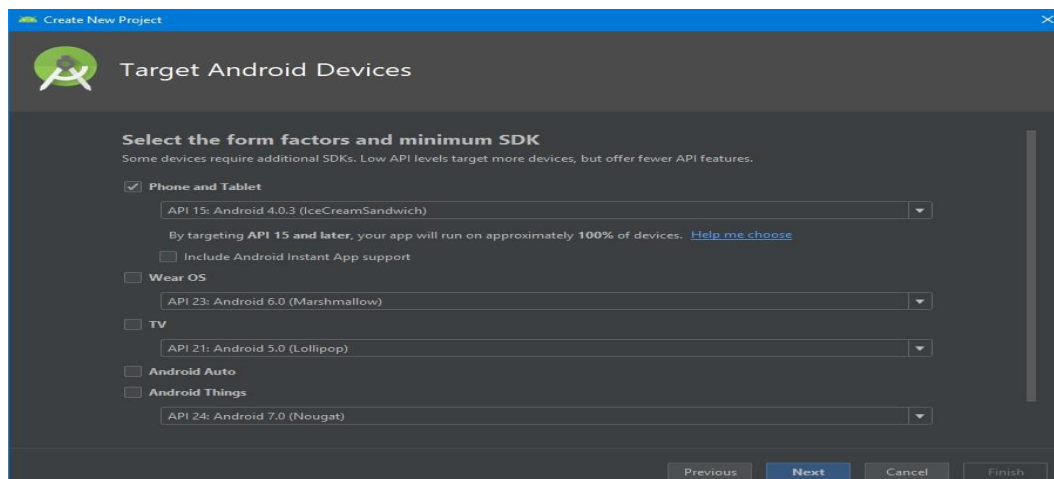 Create New Project
Target Android Devices
Select the form factors and minimum SDK
Some devices require additional SDKs. Low API levels target more devices, but offer fewer API features.
Phone and Tablet
API 15: Android 4.0.3 (IceCreamSandwich)
By targeting API 15 and later, your app will run on approximately 100% of devices. Help me choose
Include Android Instant App support
Wear OS
API 23: Android 6.0 (Marshmallow)
TV
API 21: Android 5.0 (Lollipop)
Android Auto
Android Things
API 24: Android 7.0 (Nougat)
Previous Next Cancel Finish